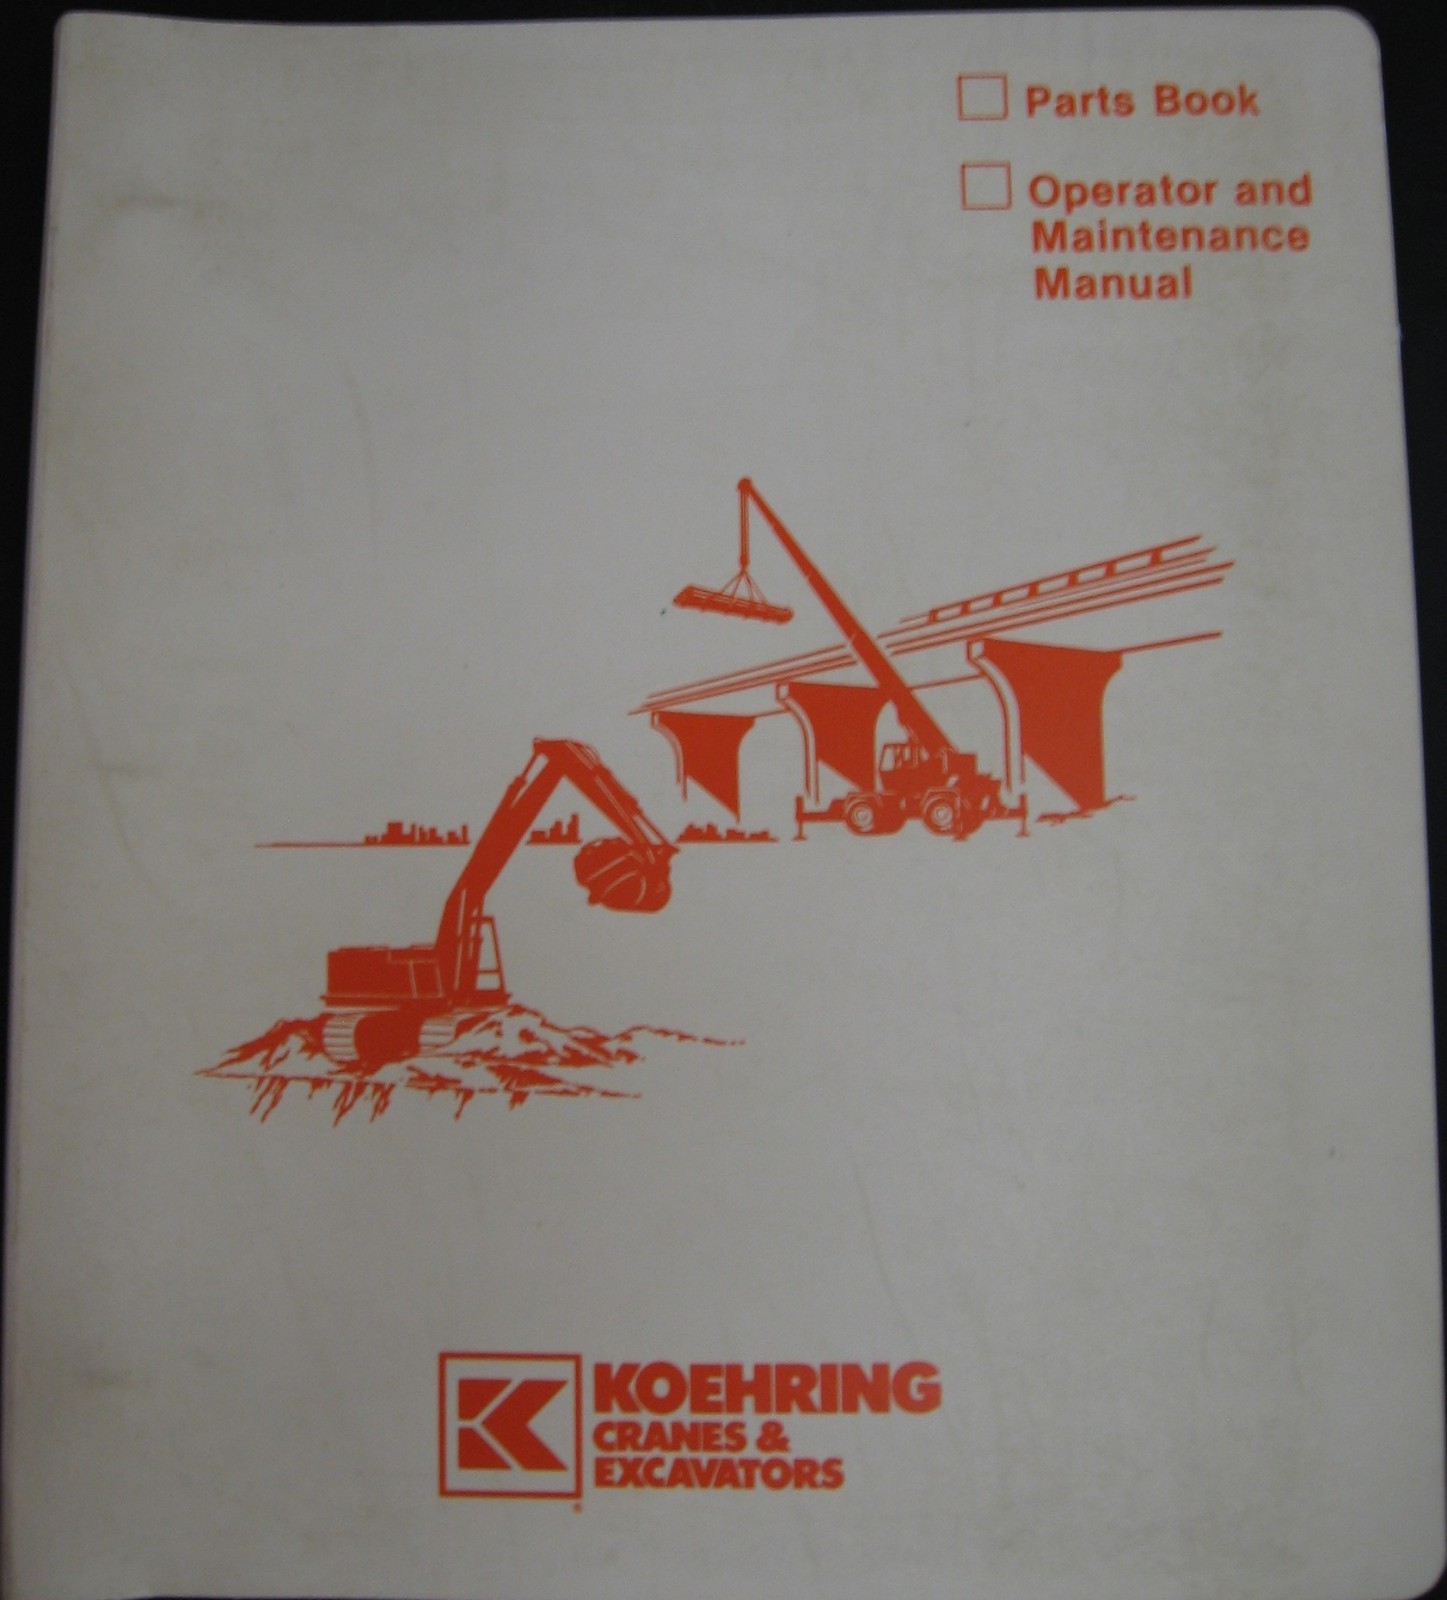 Parts Book
Operator and
Maintenance
Manual
KOEHRING
CRANES &
EXCAVATORS